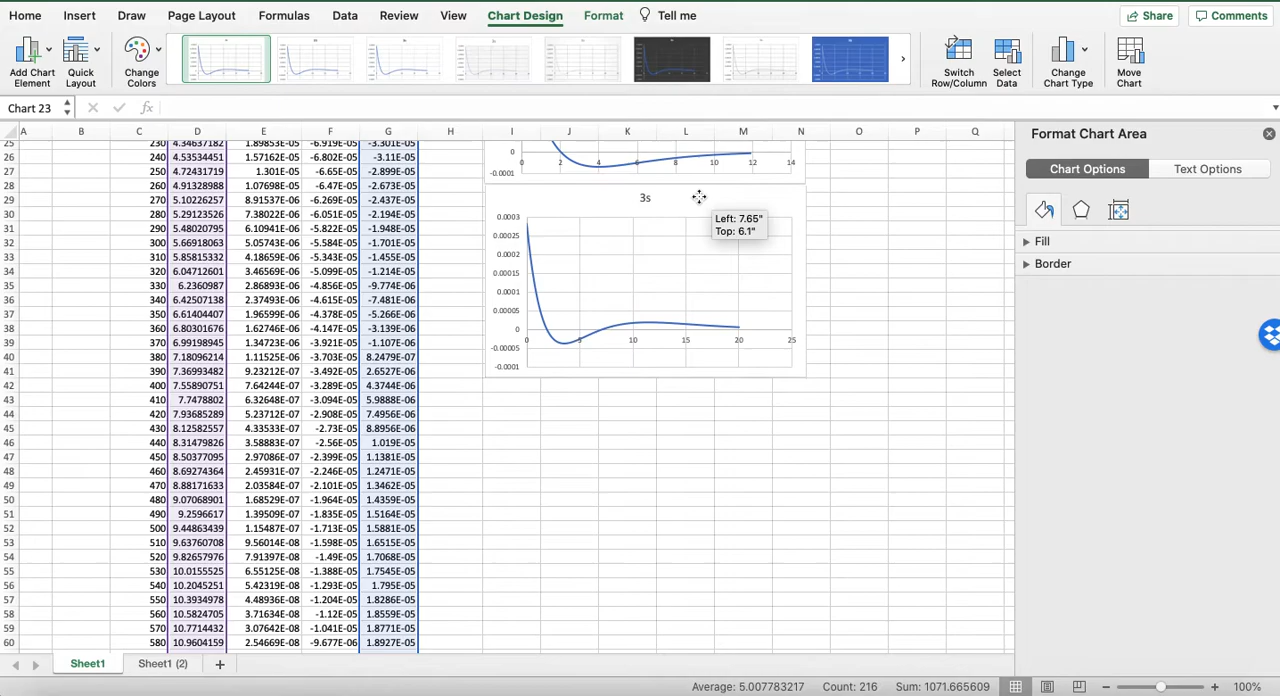 Home Insert Draw Page Layout Formulas Data Review View Chart Design Format Tell me Share Comments
Add Chart Element Quick Layout Change Colors Switch Row/Column Select Data Change Chart Type Move Chart
Chart 23 fx
A B C D E F G H I J K L M N O P Q
25 230 4.34637182 1.89853E-05 -6.919E-05 -3.301E-05
26 240 4.53534451 1.57162E-05 -6.802E-05 -3.11E-05
27 250 4.72431719 1.301E-05 -6.65E-05 -2.899E-05
28 260 4.91328988 1.07698E-05 -6.47E-05 -2.673E-05
29 270 5.10226257 8.91537E-06 -6.269E-05 -2.437E-05
30 280 5.29123526 7.38022E-06 -6.051E-05 -2.194E-05
31 290 5.48020795 6.10941E-06 -5.822E-05 -1.948E-05
32 300 5.66918063 5.05743E-06 -5.584E-05 -1.701E-05
33 310 5.85815332 4.18659E-06 -5.343E-05 -1.455E-05
34 320 6.04712601 3.46569E-06 -5.099E-05 -1.214E-05
35 330 6.2360987 2.86893E-06 -4.856E-05 -9.774E-06
36 340 6.42507138 2.37493E-06 -4.615E-05 -7.481E-06
37 350 6.61404407 1.96599E-06 -4.378E-05 -5.266E-06
38 360 6.80301676 1.62746E-06 -4.147E-05 -3.139E-06
39 370 6.99198945 1.34723E-06 -3.921E-05 -1.107E-06
40 380 7.18096214 1.11525E-06 -3.703E-05 8.2479E-07
41 390 7.36993482 9.23212E-07 -3.492E-05 2.6527E-06
42 400 7.55890751 7.64244E-07 -3.289E-05 4.3744E-06
43 410 7.7478802 6.32648E-07 -3.094E-05 5.9888E-06
44 420 7.93685289 5.23712E-07 -2.908E-05 7.4956E-06
45 430 8.12582557 4.33533E-07 -2.73E-05 8.8956E-06
46 440 8.31479826 3.58883E-07 -2.56E-05 1.019E-05
47 450 8.50377095 2.97086E-07 -2.399E-05 1.1381E-05
48 460 8.69274364 2.45931E-07 -2.246E-05 1.2471E-05
49 470 8.88171633 2.03584E-07 -2.101E-05 1.3462E-05
50 480 9.07068901 1.68529E-07 -1.964E-05 1.4359E-05
51 490 9.2596617 1.39509E-07 -1.835E-05 1.5164E-05
52 500 9.44863439 1.15487E-07 -1.713E-05 1.5881E-05
53 510 9.63760708 9.56014E-08 -1.598E-05 1.6515E-05
54 520 9.82657976 7.91397E-08 -1.49E-05 1.7068E-05
55 530 10.0155525 6.55125E-08 -1.388E-05 1.7545E-05
56 540 10.2045251 5.42319E-08 -1.293E-05 1.795E-05
57 550 10.3934978 4.48936E-08 -1.204E-05 1.8286E-05
58 560 10.5824705 3.71634E-08 -1.12E-05 1.8559E-05
59 570 10.7714432 3.07642E-08 -1.041E-05 1.8771E-05
60 580 10.9604159 2.54669E-08 -9.677E-06 1.8927E-05
0
0 2 4 6 8 10 12 14
-0.0001
3s
Left: 7.65"
Top: 6.1"
0.0003
0.00025
0.0002
0.00015
0.0001
0.00005
0
0 5 10 15 20 25
-0.00005
-0.0001
Format Chart Area
Chart Options Text Options
Fill
Border
Sheet1 Sheet1 (2) +
Average: 5.007783217 Count: 216 Sum: 1071.665609 100%